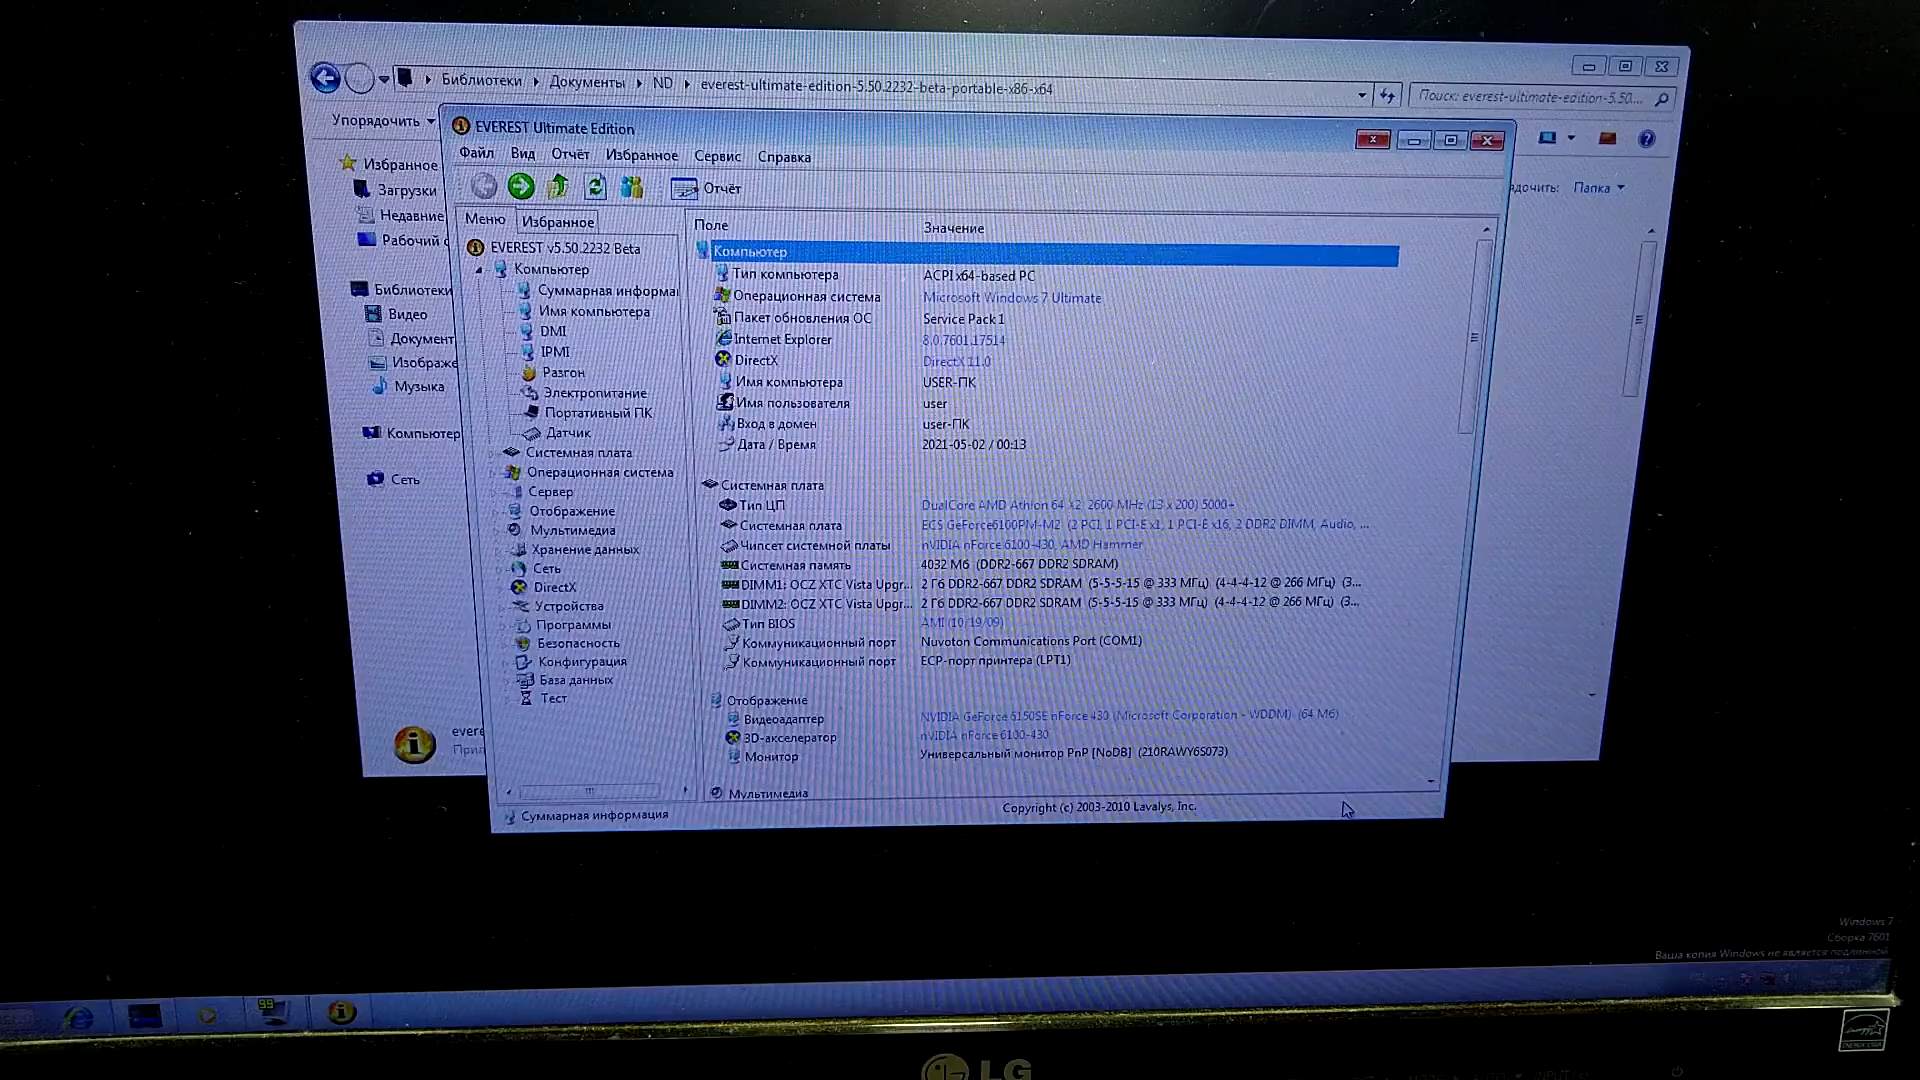 Библиотеки Документы ND everest-ultimate-edition-5.50.2232-beta-portable-x86-x64
Поиск: everest-ultimate-edition-5.50....
Упорядочить
Папка
Избранное
Загрузки
Недавние
Рабочий
Библиотеки
Видео
Документ
Изображе
Музыка
Компьютер
Сеть
EVEREST Ultimate Edition
Файл Вид Отчёт Избранное Сервис Справка
Отчёт
Меню Избранное
EVEREST v5.50.2232 Beta
Компьютер
Суммарная информа
Имя компьютера
DMI
IPMI
Разгон
Электропитание
Портативный ПК
Датчик
Системная плата
Операционная система
Сервер
Отображение
Мультимедиа
Хранение данных
Сеть
DirectX
Устройства
Программы
Безопасность
Конфигурация
База данных
Тест
Поле Значение
Компьютер
Тип компьютера ACPI x64-based PC
Операционная система Microsoft Windows 7 Ultimate
Пакет обновления ОС Service Pack 1
Internet Explorer 8.0.7601.17514
DirectX DirectX 11.0
Имя компьютера USER-ПК
Имя пользователя user
Вход в домен user-ПК
Дата / Время 2021-05-02 / 00:13
Системная плата
Тип ЦП DualCore AMD Athlon 64 X2, 2600 MHz (13 x 200) 5000+
Системная плата ECS GeForce6100PM-M2 (2 PCI, 1 PCI-E x1, 1 PCI-E x16, 2 DDR2 DIMM, Audio, ...
Чипсет системной платы nVIDIA nForce 6100-430, AMD Hammer
Системная память 4032 Мб (DDR2-667 DDR2 SDRAM)
DIMM1: OCZ XTC Vista Upgr... 2 Гб DDR2-667 DDR2 SDRAM (5-5-5-15 @ 333 МГц) (4-4-4-12 @ 266 МГц) (3...
DIMM2: OCZ XTC Vista Upgr... 2 Гб DDR2-667 DDR2 SDRAM (5-5-5-15 @ 333 МГц) (4-4-4-12 @ 266 МГц) (3...
Тип BIOS AMI (10/19/09)
Коммуникационный порт Nuvoton Communications Port (COM1)
Коммуникационный порт ECP-порт принтера (LPT1)
Отображение
Видеоадаптер NVIDIA GeForce 6150SE nForce 430 (Microsoft Corporation - WDDM) (64 Мб)
3D-акселератор nVIDIA nForce 6100-430
Монитор Универсальный монитор PnP [NoDB] (210RAWY6S073)
Мультимедиа
Суммарная информация
Copyright (c) 2003-2010 Lavalys, Inc.
Windows 7
Сборка 7601
Ваша копия Windows не является подлинной
99
LG